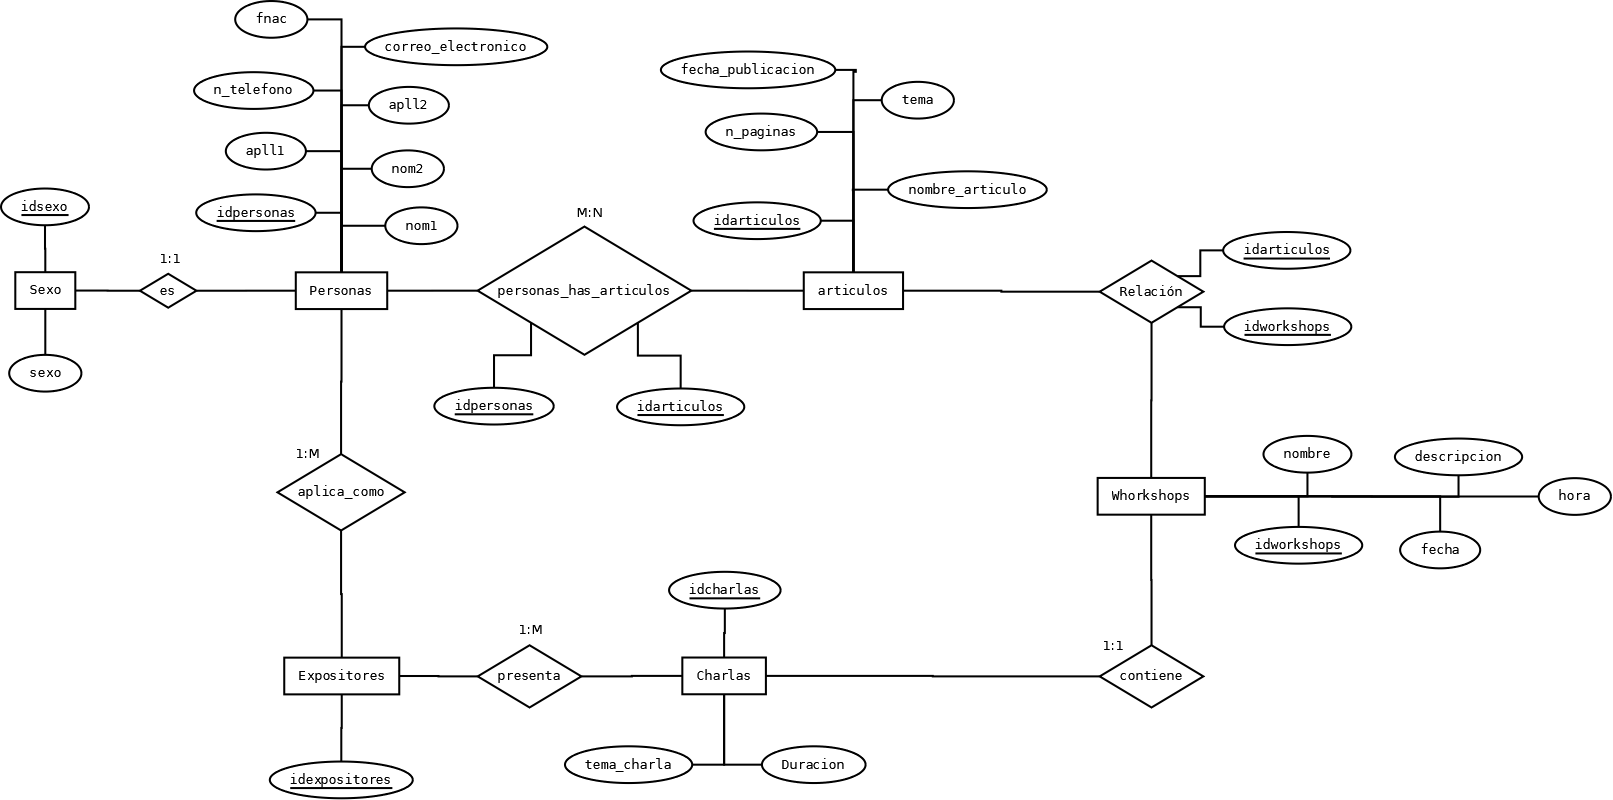 fnac
correo_electronico
n_telefono
apll2
apll1
nom2
idpersonas
nom1
fecha_publicacion
tema
n_paginas
nombre_articulo
idarticulos
idsexo
1:1
M:N
Sexo
es
Personas
personas_has_articulos
articulos
Relación
idarticulos
idworkshops
sexo
idpersonas
idarticulos
1:M
aplica_como
nombre
descripcion
Whorkshops
hora
idworkshops
fecha
idcharlas
1:M
1:1
Expositores
presenta
Charlas
contiene
tema_charla
Duracion
idexpositores